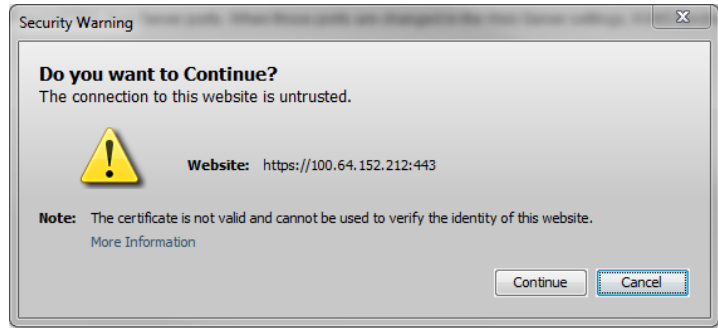 Security Warning
Do you want to Continue?
The connection to this website is untrusted.
Website: https://100.64.152.212:443
Note: The certificate is not valid and cannot be used to verify the identity of this website.
More Information
Continue Cancel